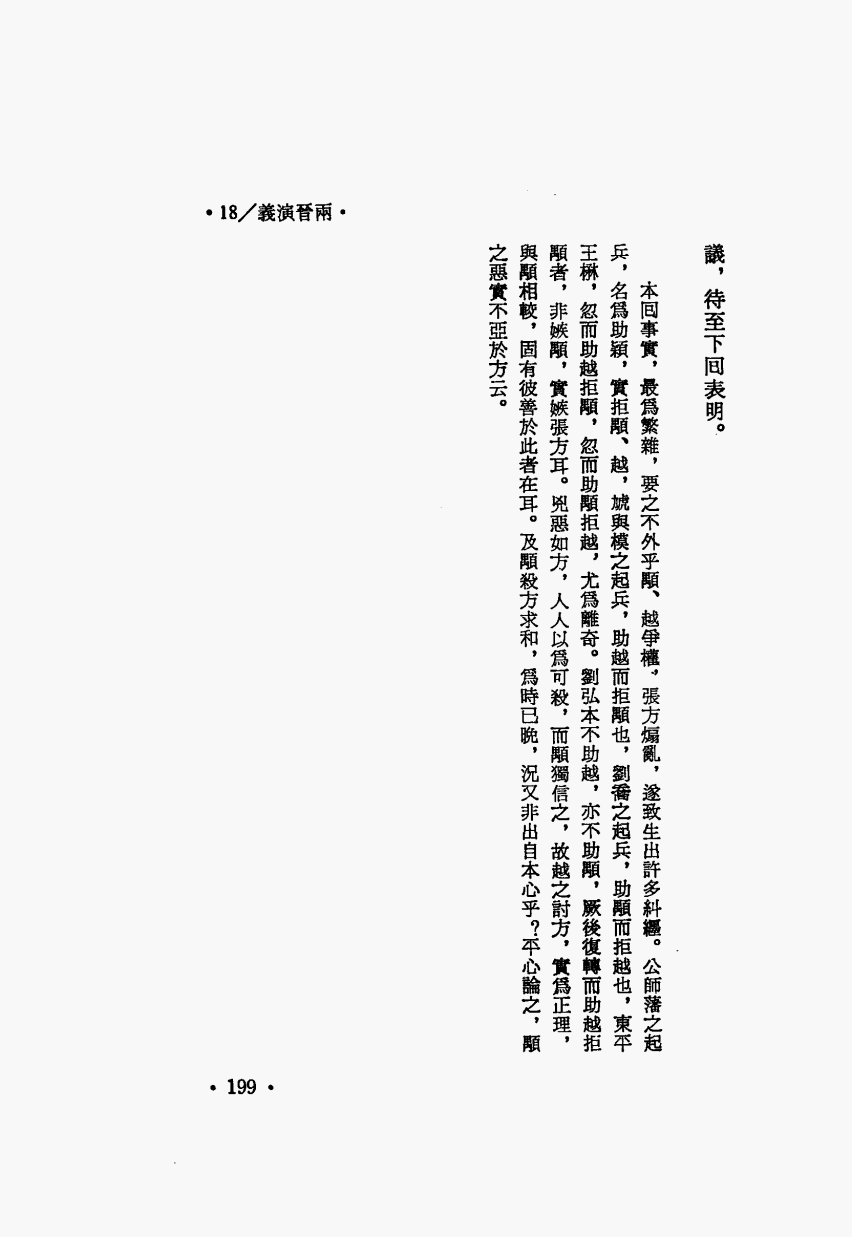 •18／義演晉兩•
議，待至下回表明。
本回事實，最爲繁雜，要之不外乎顒、越爭權，張方煽亂，遂致生出許多糾纒。公師藩之起
兵，名爲助穎，實拒顒、越，虓與模之起兵，助越而拒顒也，劉喬之起兵，助顒而拒越也，東平
王楙，忽而助越拒顒，忽而助顒拒越，尤爲離奇。劉弘本不助越，亦不助顒，厥後復轉而助越拒
顒者，非嫉顒，實嫉張方耳。兇惡如方，人人以爲可殺，而顒獨信之，故越之討方，實爲正理，
與顒相較，固有彼善於此者在耳。及顒殺方求和，爲時已晚，況又非出自本心乎？平心論之，顒
之惡實不亞於方云。
•199•